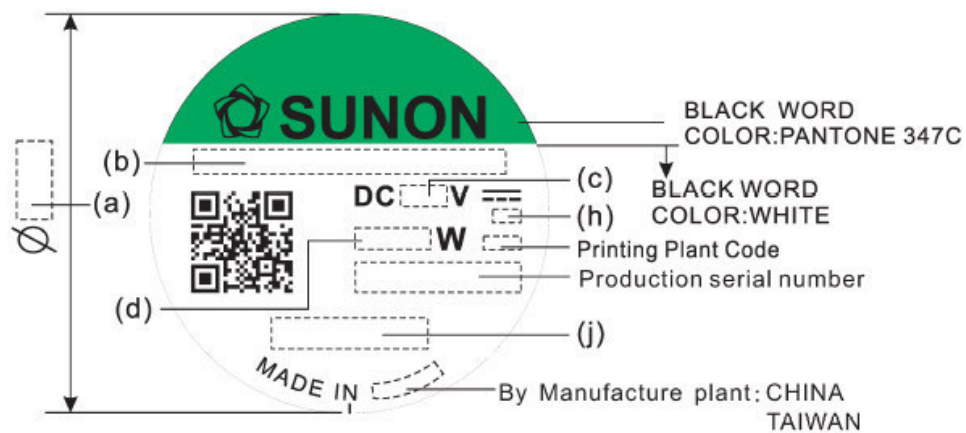 SUNON
BLACK WORD
COLOR:PANTONE 347C
(b)
(c)
DC V
(a)
BLACK WORD
COLOR:WHITE
(h)
Ø
W
Printing Plant Code
Production serial number
(d)
(j)
MADE IN
By Manufacture plant: CHINA
TAIWAN